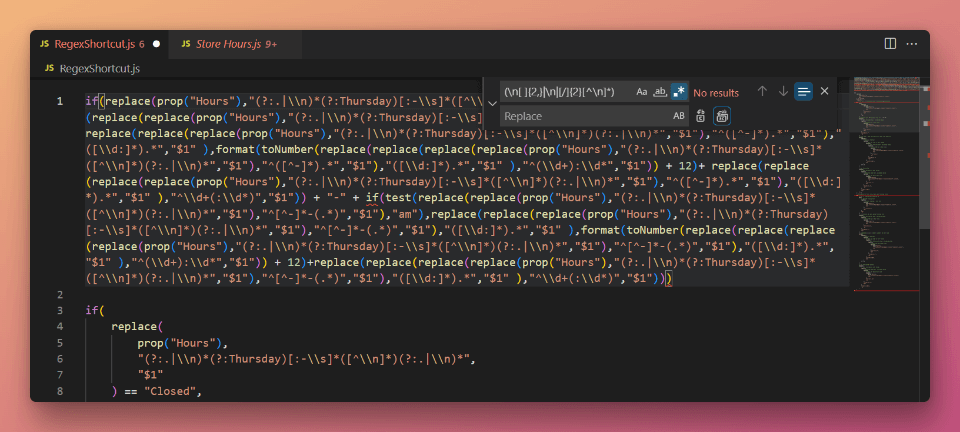 JS RegexShortcut.js 6
JS Store Hours.js 9+
JS RegexShortcut.js
(\n[ ]{2,}|\n|[/]{2}[^\n]*)
Aa ab, .*
No results
Replace
AB
1 if(replace(prop("Hours"),"(?:.|\\n)*(?:Thursday)[:-\\s]*([^
(replace(replace(prop("Hours"),"(?:.|\\n)*(?:Thursday)[:-\\s
replace(replace(replace(prop("Hours"),"(?:.|\\n)*(?:Thursday)[:-\\s]*([^\\n]*)(?:.|\\n)*","$1"),"^([^-]*).*","$1"),"
([\\d:]*).*","$1" ),format(toNumber(replace(replace(replace(replace(prop("Hours"),"(?:.|\\n)*(?:Thursday)[:-\\s]*
([^\\n]*)(?:.|\\n)*","$1"),"^([^-]*).*","$1"),"([\\d:]*).*","$1" ),"^(\\d+):\\d*","$1")) + 12)+ replace(replace
(replace(replace(prop("Hours"),"(?:.|\\n)*(?:Thursday)[:-\\s]*([^\\n]*)(?:.|\\n)*","$1"),"^([^-]*).*","$1"),"([\\d:]
*).*","$1" ),"^\\d+(:\\d)*","$1")) + "-" + if(test(replace(replace(prop("Hours"),"(?:.|\\n)*(?:Thursday)[:-\\s]*
([^\\n]*)(?:.|\\n)*","$1"),"^[^-]*-(.*)","$1"),"am"),replace(replace(replace(prop("Hours"),"(?:.|\\n)*(?:Thursday)
[:-\\s]*([^\\n]*)(?:.|\\n)*","$1"),"^[^-]*-(.*)","$1"),"([\\d:]*).*","$1" ),format(toNumber(replace(replace(replace
(replace(prop("Hours"),"(?:.|\\n)*(?:Thursday)[:-\\s]*([^\\n]*)(?:.|\\n)*","$1"),"^[^-]*-(.*)","$1"),"([\\d:]*).*",
"$1" ),"^(\\d+):\\d*","$1")) + 12)+replace(replace(replace(replace(prop("Hours"),"(?:.|\\n)*(?:Thursday)[:-\\s]*
([^\\n]*)(?:.|\\n)*","$1"),"^[^-]*-(.*)","$1"),"([\\d:]*).*","$1" ),"^\\d+(:\\d*)","$1")))
2
3 if(
4 replace(
5 prop("Hours"),
6 "(?:.|\\n)*(?:Thursday)[:-\\s]*([^\\n]*)(?:.|\\n)*",
7 "$1"
8 ) == "Closed",